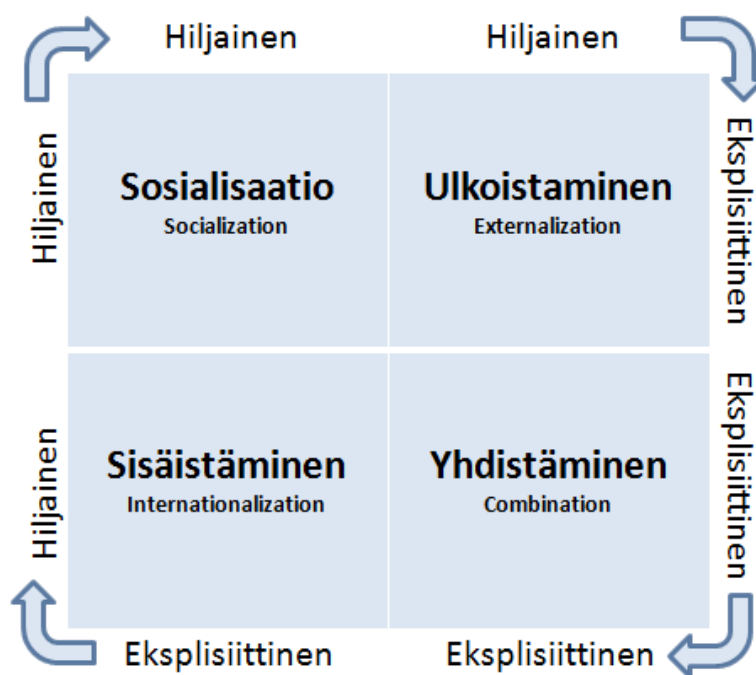 Hiljainen
Hiljainen
Hiljainen
Eksplisiittinen
Sosialisaatio
Socialization
Ulkoistaminen
Externalization
Hiljainen
Eksplisiittinen
Sisäistäminen
Internationalization
Yhdistäminen
Combination
Eksplisiittinen
Eksplisiittinen